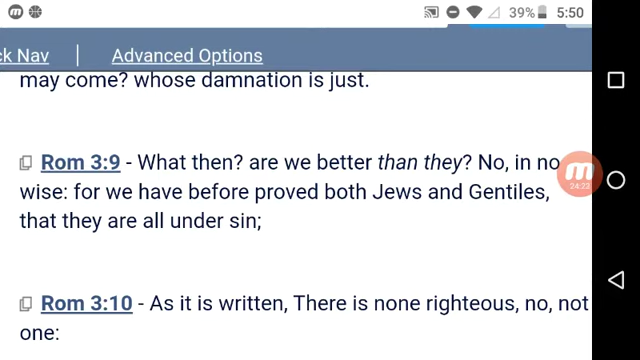 39% 5:50
ck Nav | Advanced Options
may come? whose damnation is just.
Rom 3:9 - What then? are we better than they? No, in no
wise: for we have before proved both Jews and Gentiles,
that they are all under sin;
24:23
Rom 3:10 - As it is written, There is none righteous, no, not
one: